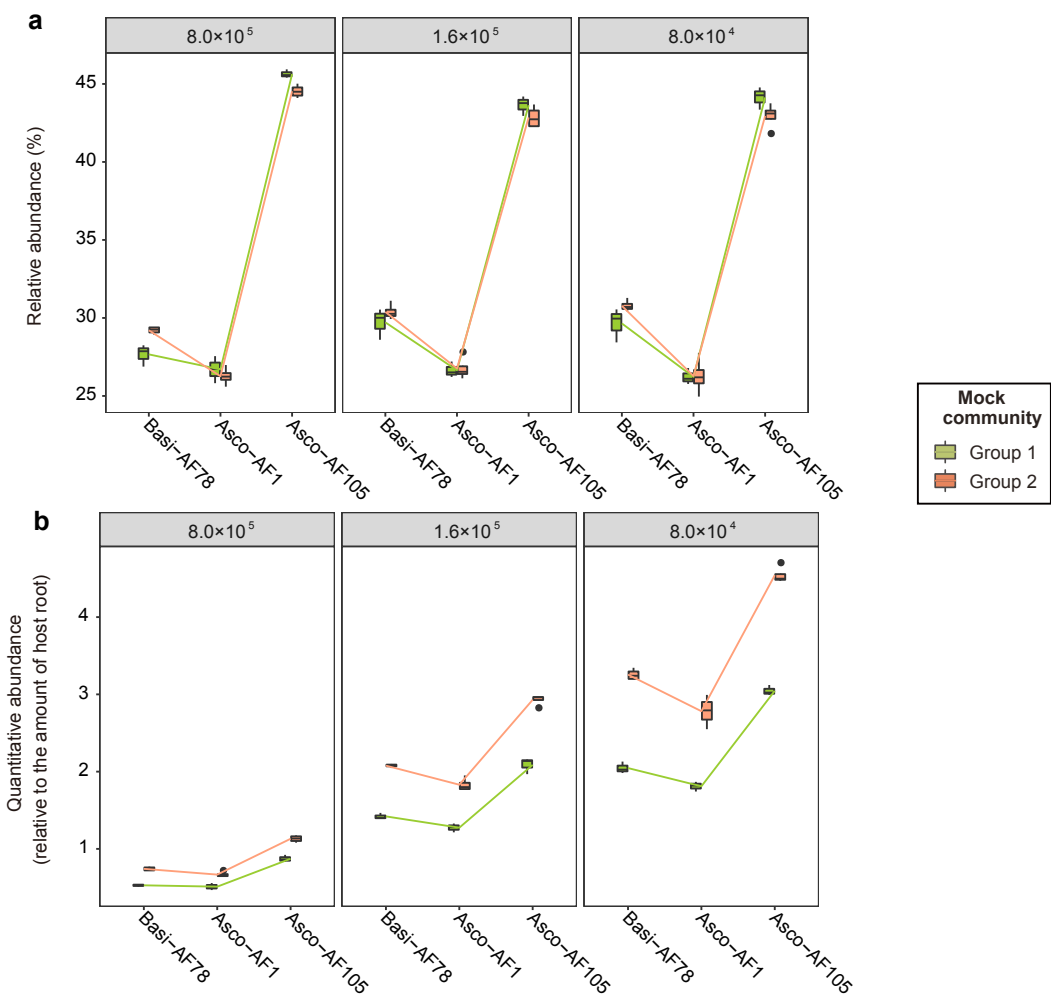 a
8.0×10⁵ 1.6×10⁵ 8.0×10⁴
Relative abundance (%)
45
40
35
30
25
Basi−AF78 Asco−AF1 Asco−AF105 Basi−AF78 Asco−AF1 Asco−AF105 Basi−AF78 Asco−AF1 Asco−AF105
Mock
community
Group 1
Group 2
b
8.0×10⁵ 1.6×10⁵ 8.0×10⁴
Quantitative abundance
(relative to the amount of host root)
4
3
2
1
Basi−AF78 Asco−AF1 Asco−AF105 Basi−AF78 Asco−AF1 Asco−AF105 Basi−AF78 Asco−AF1 Asco−AF105